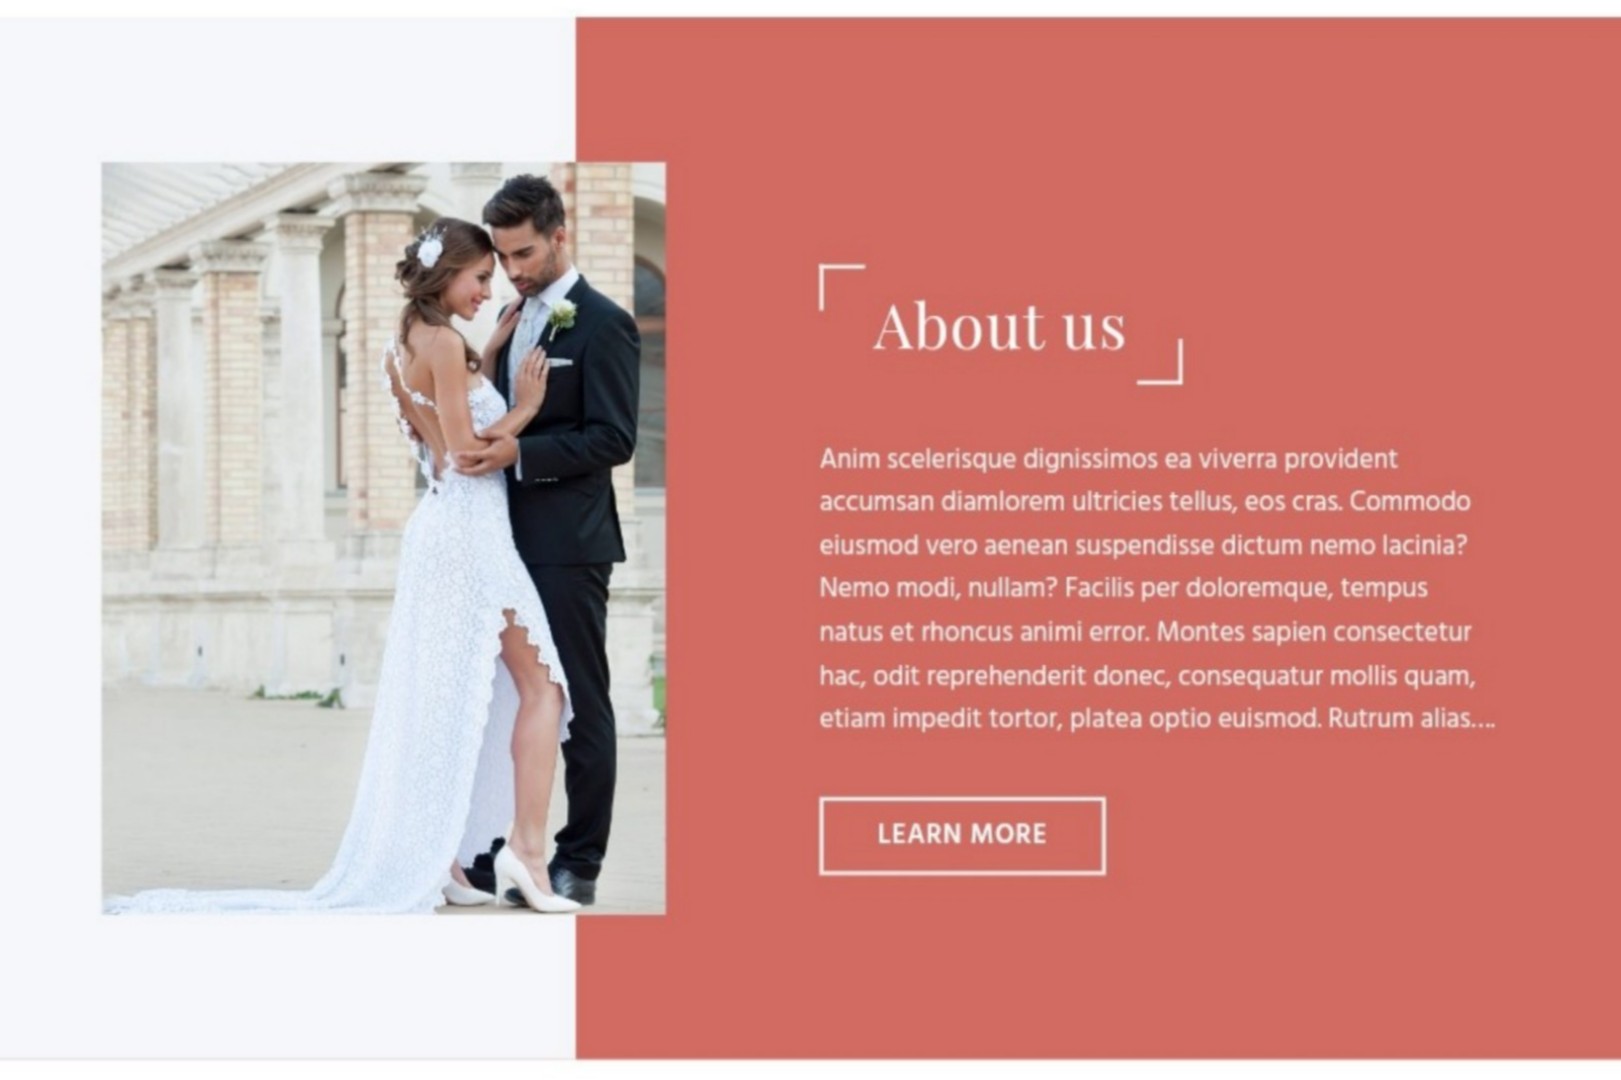 About us
Anim scelerisque dignissimos ea viverra provident
accumsan diamlorem ultricies tellus, eos cras. Commodo
eiusmod vero aenean suspendisse dictum nemo lacinia?
Nemo modi, nullam? Facilis per doloremque, tempus
natus et rhoncus animi error. Montes sapien consectetur
hac, odit reprehenderit donec, consequatur mollis quam,
etiam impedit tortor, platea optio euismod. Rutrum alias....
LEARN MORE